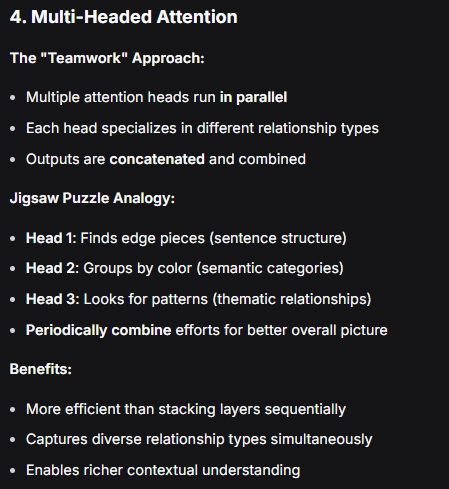 4. Multi-Headed Attention
The "Teamwork" Approach:
• Multiple attention heads run in parallel
• Each head specializes in different relationship types
• Outputs are concatenated and combined
Jigsaw Puzzle Analogy:
• Head 1: Finds edge pieces (sentence structure)
• Head 2: Groups by color (semantic categories)
• Head 3: Looks for patterns (thematic relationships)
• Periodically combine efforts for better overall picture
Benefits:
• More efficient than stacking layers sequentially
• Captures diverse relationship types simultaneously
• Enables richer contextual understanding